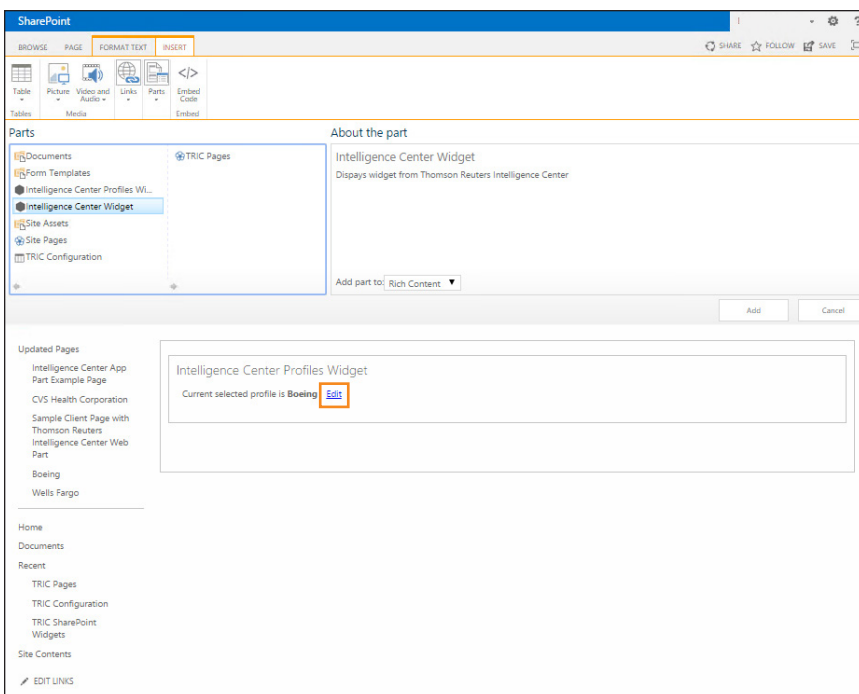 SharePoint
BROWSE PAGE FORMAT TEXT INSERT
SHARE FOLLOW SAVE
Table
Picture
Video and
Audio
Links
Parts
</>
Embed
Code
Tables Media Embed
Parts
Documents
Form Templates
Intelligence Center Profiles Wi...
Intelligence Center Widget
Site Assets
Site Pages
TRIC Configuration
TRIC Pages
About the part
Intelligence Center Widget
Dispays widget from Thomson Reuters Intelligence Center
Add part to: Rich Content
Add Cancel
Updated Pages
Intelligence Center App
Part Example Page
CVS Health Corporation
Sample Client Page with
Thomson Reuters
Intelligence Center Web
Part
Boeing
Wells Fargo
Home
Documents
Recent
TRIC Pages
TRIC Configuration
TRIC SharePoint
Widgets
Site Contents
EDIT LINKS
Intelligence Center Profiles Widget
Current selected profile is Boeing Edit